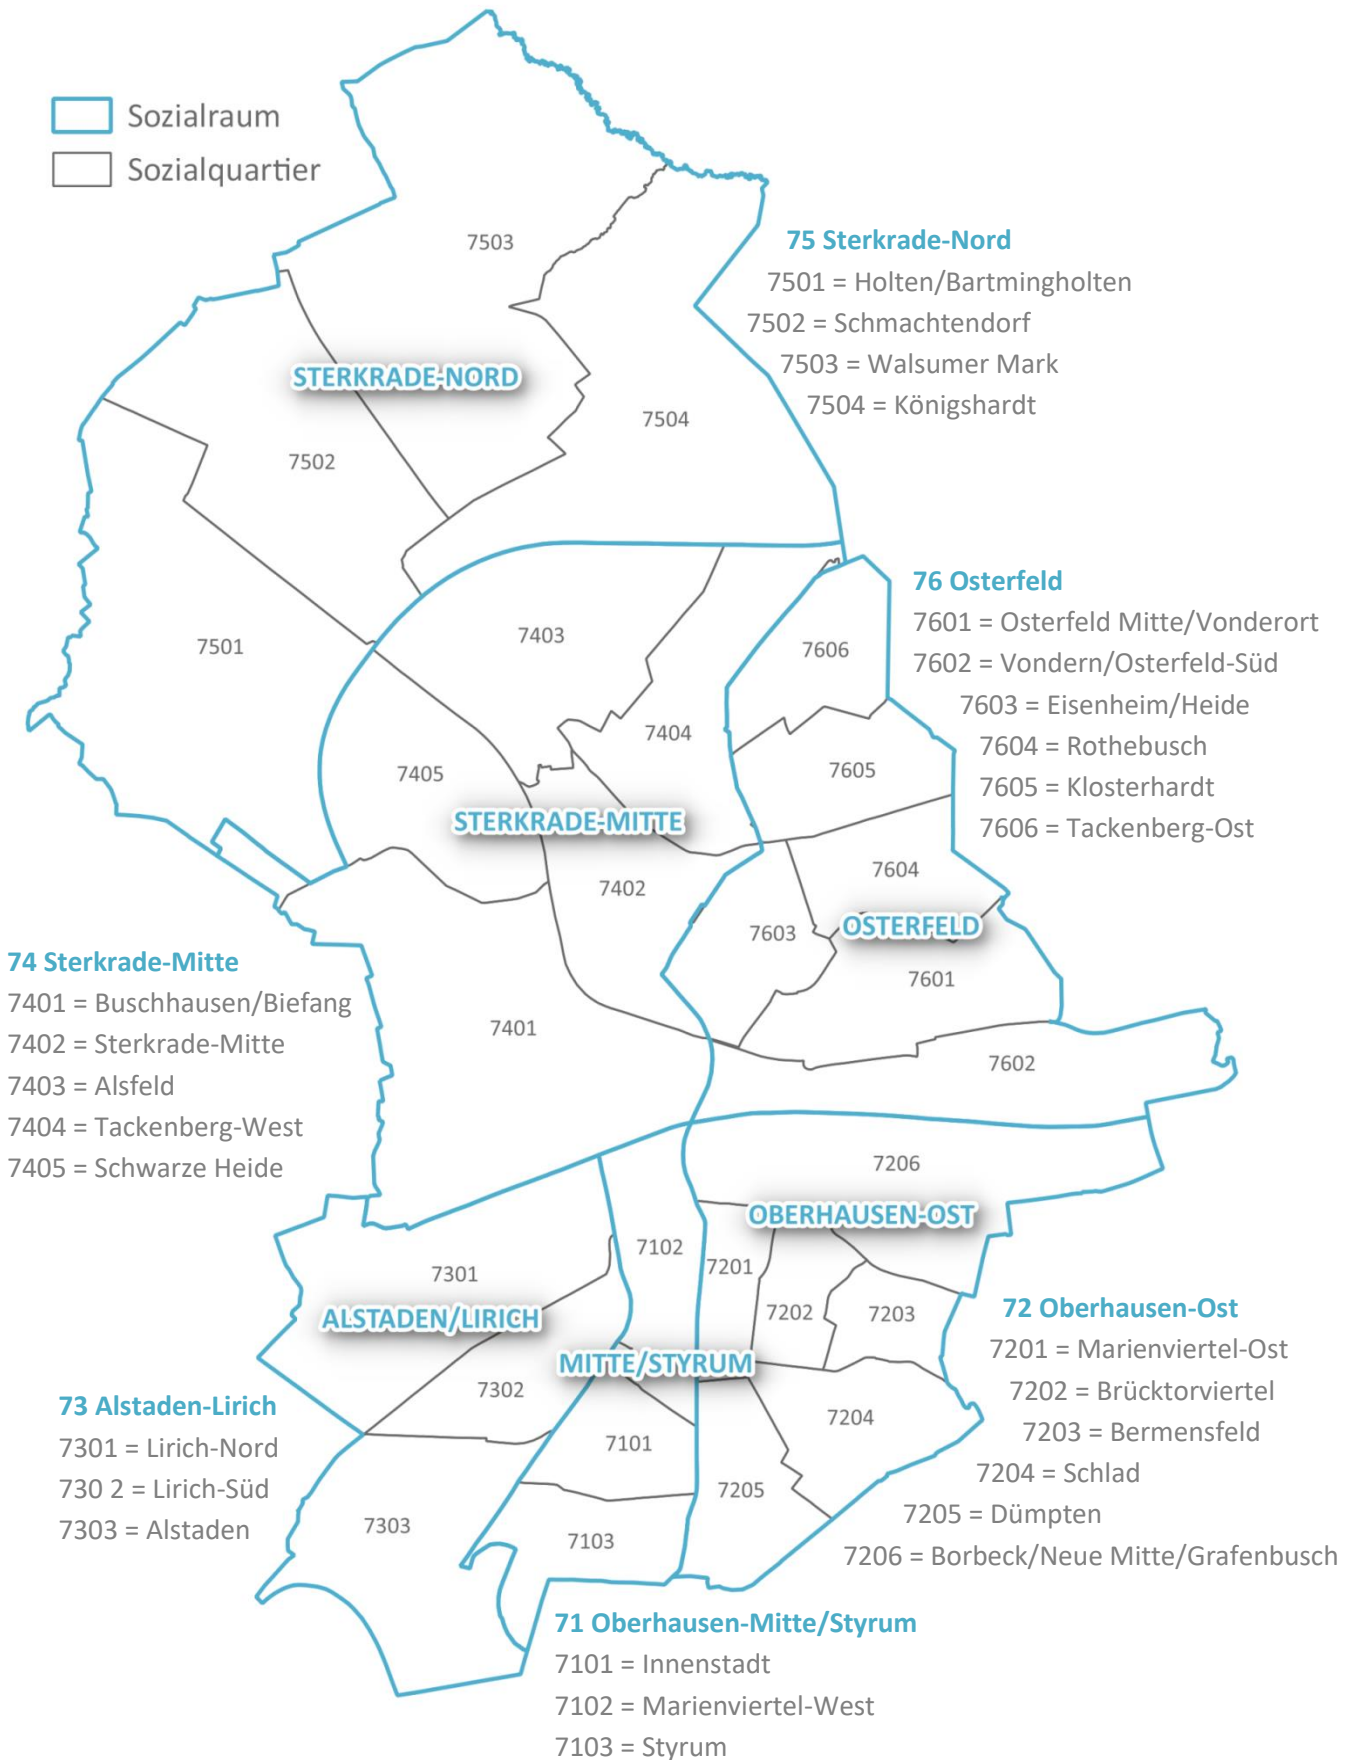 Sozialraum
Sozialquartier
7503
75 Sterkrade-Nord
7501 = Holten/Bartmingholten
7502 = Schmachtendorf
7503 = Walsumer Mark
7504 = Königshardt
STERKRADE-NORD
7504
7502
76 Osterfeld
7601 = Osterfeld Mitte/Vonderort
7602 = Vondern/Osterfeld-Süd
7603 = Eisenheim/Heide
7604 = Rothebusch
7605 = Klosterhardt
7606 = Tackenberg-Ost
7403
7501
7606
7404
7405
7605
STERKRADE-MITTE
7402
7604
7603
OSTERFELD
7601
74 Sterkrade-Mitte
7401 = Buschhausen/Biefang
7402 = Sterkrade-Mitte
7403 = Alsfeld
7404 = Tackenberg-West
7405 = Schwarze Heide
7401
7602
7206
OBERHAUSEN-OST
7102
7201
7301
7202
7203
ALSTADEN/LIRICH
MITTE/STYRUM
72 Oberhausen-Ost
7201 = Marienviertel-Ost
7202 = Brücktorviertel
7203 = Bermensfeld
7204 = Schlad
7205 = Dümpten
7206 = Borbeck/Neue Mitte/Grafenbusch
7302
7204
73 Alstaden-Lirich
7301 = Lirich-Nord
730 2 = Lirich-Süd
7303 = Alstaden
7101
7205
7303
7103
71 Oberhausen-Mitte/Styrum
7101 = Innenstadt
7102 = Marienviertel-West
7103 = Styrum